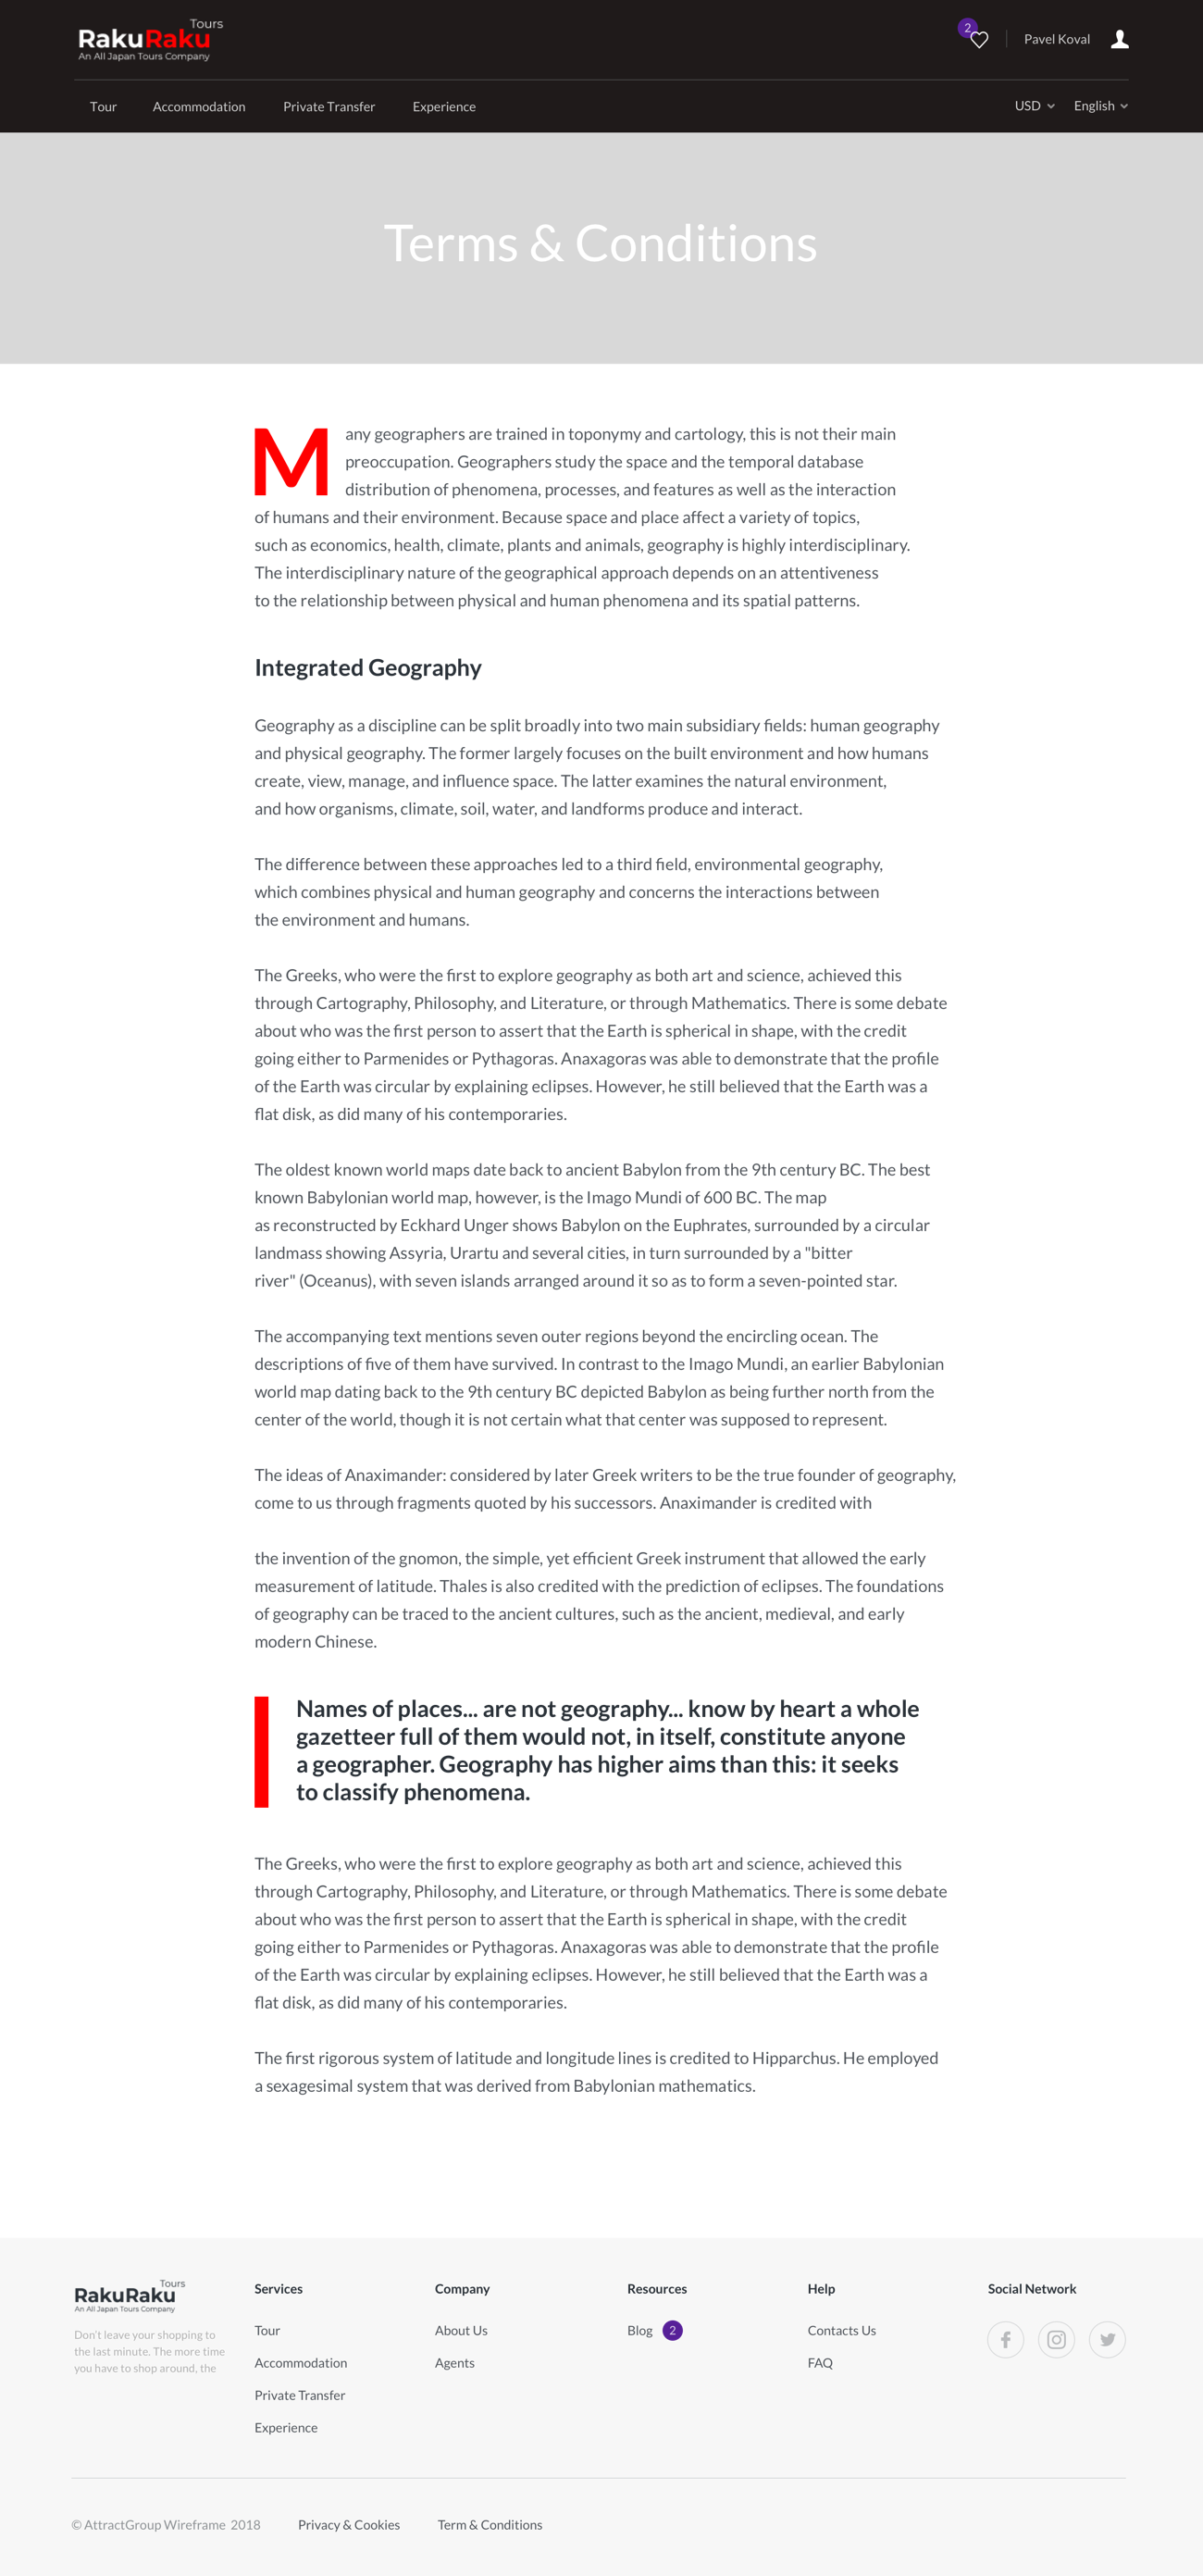 Tours
RakuRaku
An All Japan Tours Company
2
Pavel Koval
Tour Accommodation Private Transfer Experience
USD English
Terms & Conditions
Many geographers are trained in toponymy and cartology, this is not their main
preoccupation. Geographers study the space and the temporal database
distribution of phenomena, processes, and features as well as the interaction
of humans and their environment. Because space and place affect a variety of topics,
such as economics, health, climate, plants and animals, geography is highly interdisciplinary.
The interdisciplinary nature of the geographical approach depends on an attentiveness
to the relationship between physical and human phenomena and its spatial patterns.
Integrated Geography
Geography as a discipline can be split broadly into two main subsidiary fields: human geography
and physical geography. The former largely focuses on the built environment and how humans
create, view, manage, and influence space. The latter examines the natural environment,
and how organisms, climate, soil, water, and landforms produce and interact.
The difference between these approaches led to a third field, environmental geography,
which combines physical and human geography and concerns the interactions between
the environment and humans.
The Greeks, who were the first to explore geography as both art and science, achieved this
through Cartography, Philosophy, and Literature, or through Mathematics. There is some debate
about who was the first person to assert that the Earth is spherical in shape, with the credit
going either to Parmenides or Pythagoras. Anaxagoras was able to demonstrate that the profile
of the Earth was circular by explaining eclipses. However, he still believed that the Earth was a
flat disk, as did many of his contemporaries.
The oldest known world maps date back to ancient Babylon from the 9th century BC. The best
known Babylonian world map, however, is the Imago Mundi of 600 BC. The map
as reconstructed by Eckhard Unger shows Babylon on the Euphrates, surrounded by a circular
landmass showing Assyria, Urartu and several cities, in turn surrounded by a "bitter
river" (Oceanus), with seven islands arranged around it so as to form a seven-pointed star.
The accompanying text mentions seven outer regions beyond the encircling ocean. The
descriptions of five of them have survived. In contrast to the Imago Mundi, an earlier Babylonian
world map dating back to the 9th century BC depicted Babylon as being further north from the
center of the world, though it is not certain what that center was supposed to represent.
The ideas of Anaximander: considered by later Greek writers to be the true founder of geography,
come to us through fragments quoted by his successors. Anaximander is credited with
the invention of the gnomon, the simple, yet efficient Greek instrument that allowed the early
measurement of latitude. Thales is also credited with the prediction of eclipses. The foundations
of geography can be traced to the ancient cultures, such as the ancient, medieval, and early
modern Chinese.
Names of places... are not geography... know by heart a whole
gazetteer full of them would not, in itself, constitute anyone
a geographer. Geography has higher aims than this: it seeks
to classify phenomena.
The Greeks, who were the first to explore geography as both art and science, achieved this
through Cartography, Philosophy, and Literature, or through Mathematics. There is some debate
about who was the first person to assert that the Earth is spherical in shape, with the credit
going either to Parmenides or Pythagoras. Anaxagoras was able to demonstrate that the profile
of the Earth was circular by explaining eclipses. However, he still believed that the Earth was a
flat disk, as did many of his contemporaries.
The first rigorous system of latitude and longitude lines is credited to Hipparchus. He employed
a sexagesimal system that was derived from Babylonian mathematics.
Tours
RakuRaku
An All Japan Tours Company
Don't leave your shopping to
the last minute. The more time
you have to shop around, the
Services
Tour
Accommodation
Private Transfer
Experience
Company
About Us
Agents
Resources
Blog 2
Help
Contacts Us
FAQ
Social Network
© AttractGroup Wireframe 2018 Privacy & Cookies Term & Conditions